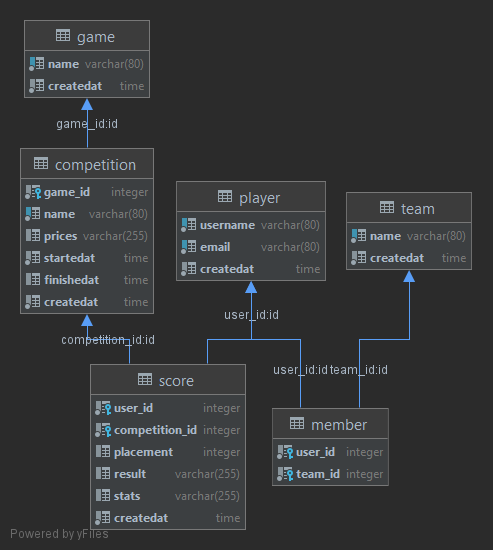 game
name varchar(80)
createdat time
game_id:id
competition
game_id integer
name varchar(80)
prices varchar(255)
startedat time
finishedat time
createdat time
player
username varchar(80)
email varchar(80)
createdat time
team
name varchar(80)
createdat time
user_id:id
competition_id:id
user_id:id
team_id:id
score
user_id integer
competition_id integer
placement integer
result varchar(255)
stats varchar(255)
createdat time
member
user_id integer
team_id integer
Powered by yFiles